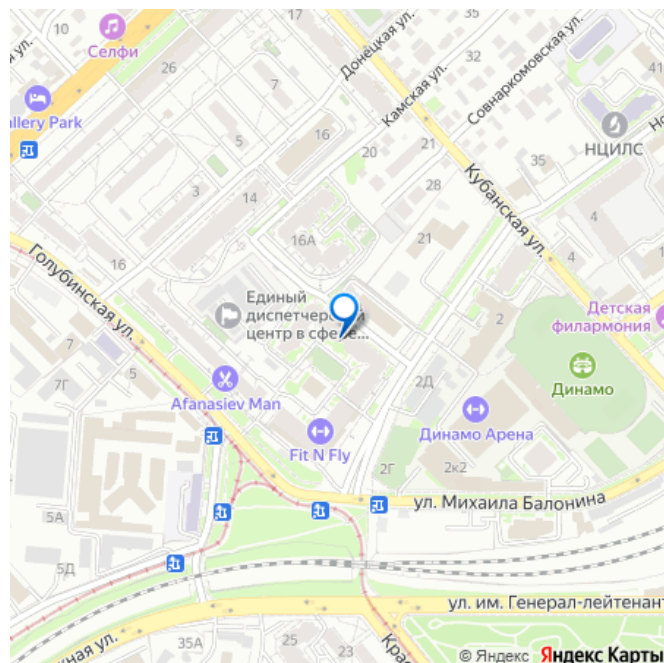 10
Селфи
26
Донецкая ул.
32
Камская ул.
Совнаркомовская ул.
41
allery Park
7
16
20
21
35
НЦИЛС
Но
Кубанская ул.
3
14
28
4
16А
21
4
Голубинская ул.
16
Единый
диспетчерский
центр в сфере...
2
Детская
филармония
7
7Г
5
Afanasiev Man
2Д
Динамо
Динамо Арена
Fit N Fly
2Г
2к2
ул. Михаила Балонина
5А
5Д
ул. им. Генерал-лейтенант
ная ул.
35А
25
23
Крас
© Яндекс Яндекс Карты